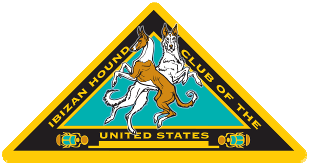 IBIZAN HOUND
CLUB OF THE
UNITED STATES